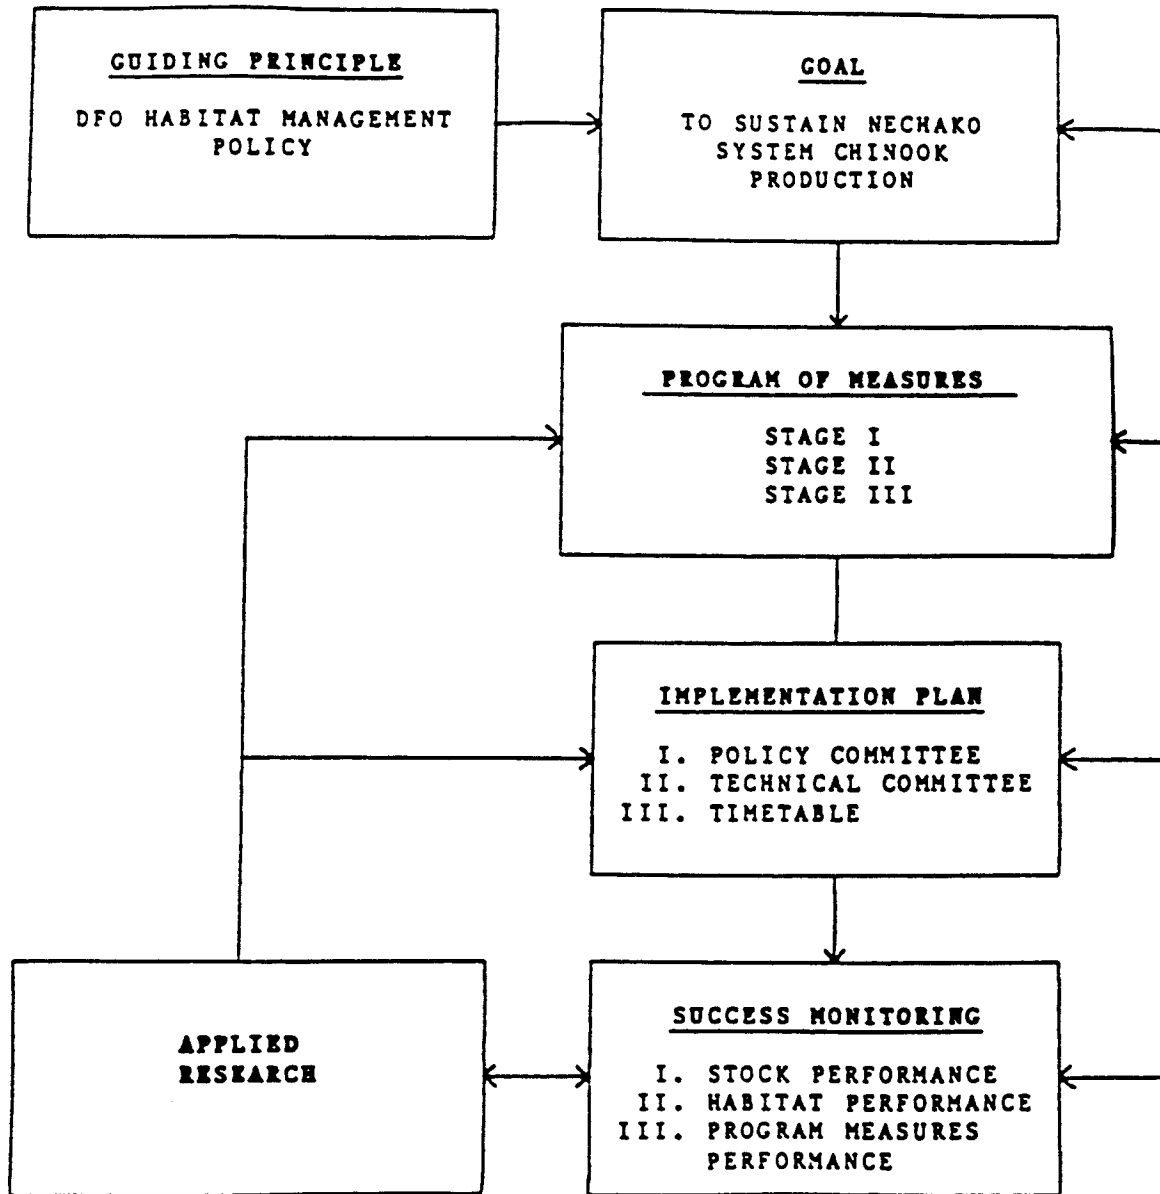 GUIDING PRINCIPLE
DFO HABITAT MANAGEMENT
POLICY
GOAL
TO SUSTAIN NECHAKO
SYSTEM CHINOOK
PRODUCTION
PROGRAM OF MEASURES
STAGE I
STAGE II
STAGE III
IMPLEMENTATION PLAN
I. POLICY COMMITTEE
II. TECHNICAL COMMITTEE
III. TIMETABLE
APPLIED
RESEARCH
SUCCESS MONITORING
I. STOCK PERFORMANCE
II. HABITAT PERFORMANCE
III. PROGRAM MEASURES
PERFORMANCE